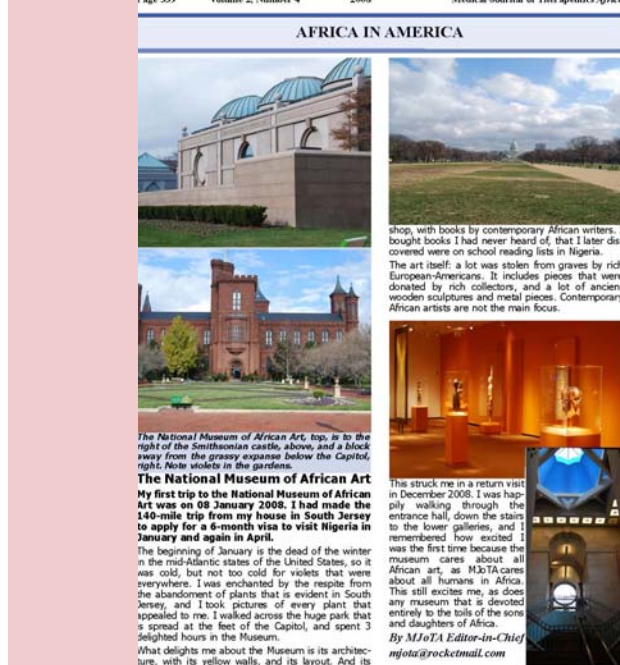 Page 359 Volume 2, Number 4 2008 Medical Journal of Therapeutics
AFRICA IN AMERICA
The National Museum of African Art, top, is to the
right of the Smithsonian castle, above, and a block
away from the grassy expanse below the Capitol,
right. Note violets in the gardens.
The National Museum of African Art
My first trip to the National Museum of African
Art was on 08 January 2008. I had made the
140-mile trip from my house in South Jersey
to apply for a 6-month visa to visit Nigeria in
January and again in April.
The beginning of January is the dead of the winter
in the mid-Atlantic states of the United States, so it
was cold, but not too cold for violets that were
everywhere. I was enchanted by the respite from
the abandoment of plants that is evident in South
Jersey, and I took pictures of every plant that
appealed to me. I walked across the huge park that
is spread at the feet of the Capitol, and spent 3
delighted hours in the Museum.
What delights me about the Museum is its architec-
ture, with its yellow walls, and its layout. And its
shop, with books by contemporary African writers.
bought books I had never heard of, that I later dis
covered were on school reading lists in Nigeria.
The art itself: a lot was stolen from graves by rich
European-Americans. It includes pieces that were
donated by rich collectors, and a lot of ancien
wooden sculptures and metal pieces. Contemporary
African artists are not the main focus.
This struck me in a return visit
in December 2008. I was hap-
pily walking through the
entrance hall, down the stairs
to the lower galleries, and I
remembered how excited I
was the first time because the
museum cares about all
African art, as MJoTA cares
about all humans in Africa.
This still excites me, as does
any museum that is devoted
entirely to the toils of the sons
and daughters of Africa.
By MJoTA Editor-in-Chief
mjota@rocketmail.com